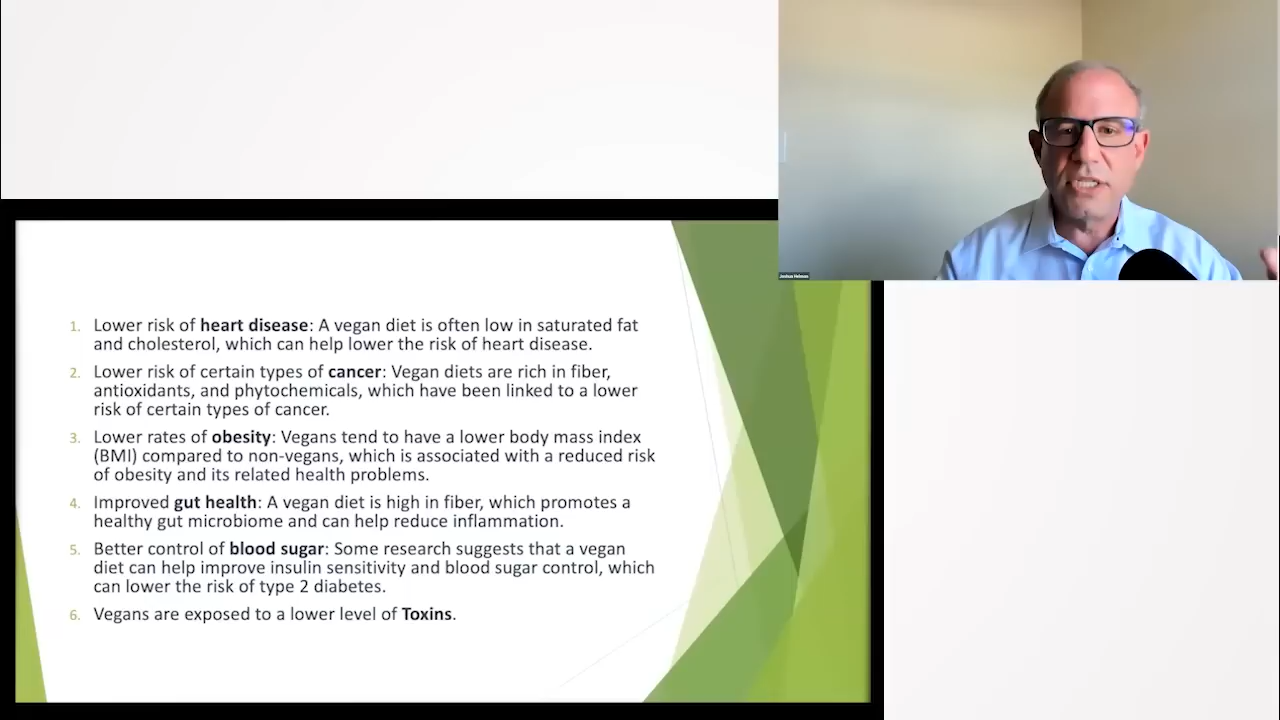 Joshua Helman
1. Lower risk of heart disease: A vegan diet is often low in saturated fat
and cholesterol, which can help lower the risk of heart disease.
2. Lower risk of certain types of cancer: Vegan diets are rich in fiber,
antioxidants, and phytochemicals, which have been linked to a lower
risk of certain types of cancer.
3. Lower rates of obesity: Vegans tend to have a lower body mass index
(BMI) compared to non-vegans, which is associated with a reduced risk
of obesity and its related health problems.
4. Improved gut health: A vegan diet is high in fiber, which promotes a
healthy gut microbiome and can help reduce inflammation.
5. Better control of blood sugar: Some research suggests that a vegan
diet can help improve insulin sensitivity and blood sugar control, which
can lower the risk of type 2 diabetes.
6. Vegans are exposed to a lower level of Toxins.